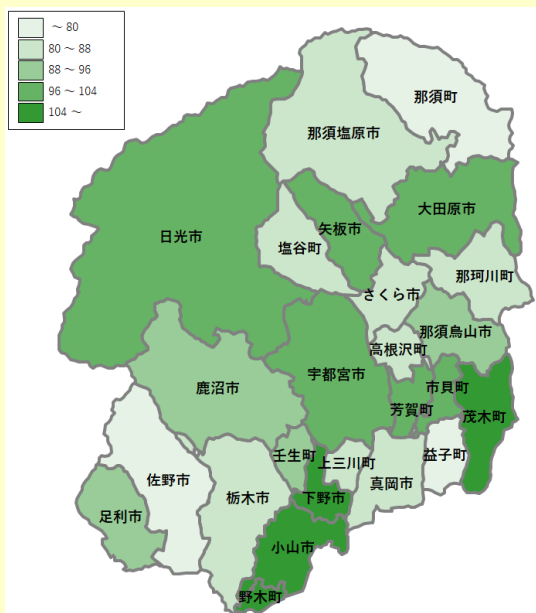 ～ 80
80 ～ 88
88 ～ 96
96 ～ 104
104 ～
那須町
那須塩原市
大田原市
日光市
矢板市
塩谷町
那珂川町
さくら市
那須烏山市
高根沢町
宇都宮市
鹿沼市
市貝町
芳賀町
茂木町
壬生町
上三川町
益子町
佐野市
真岡市
栃木市
下野市
足利市
小山市
野木町